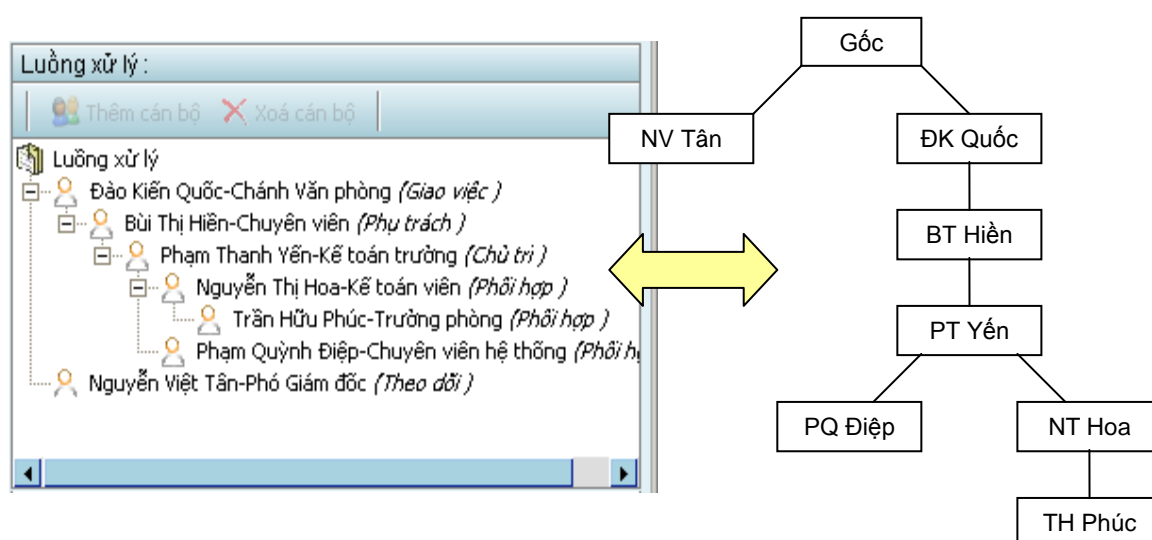 Luồng xử lý :
Thêm cán bộ Xoá cán bộ
Luồng xử lý
Đào Kiến Quốc-Chánh Văn phòng (Giao việc )
Bùi Thị Hiền-Chuyên viên (Phụ trách )
Phạm Thanh Yến-Kế toán trưởng (Chủ trì )
Nguyễn Thị Hoa-Kế toán viên (Phối hợp )
Trần Hữu Phúc-Trưởng phòng (Phối hợp )
Phạm Quỳnh Điệp-Chuyên viên hệ thống (Phối h
Nguyễn Việt Tân-Phó Giám đốc (Theo dõi )
Gốc
NV Tân
ĐK Quốc
BT Hiền
PT Yến
PQ Điệp
NT Hoa
TH Phúc